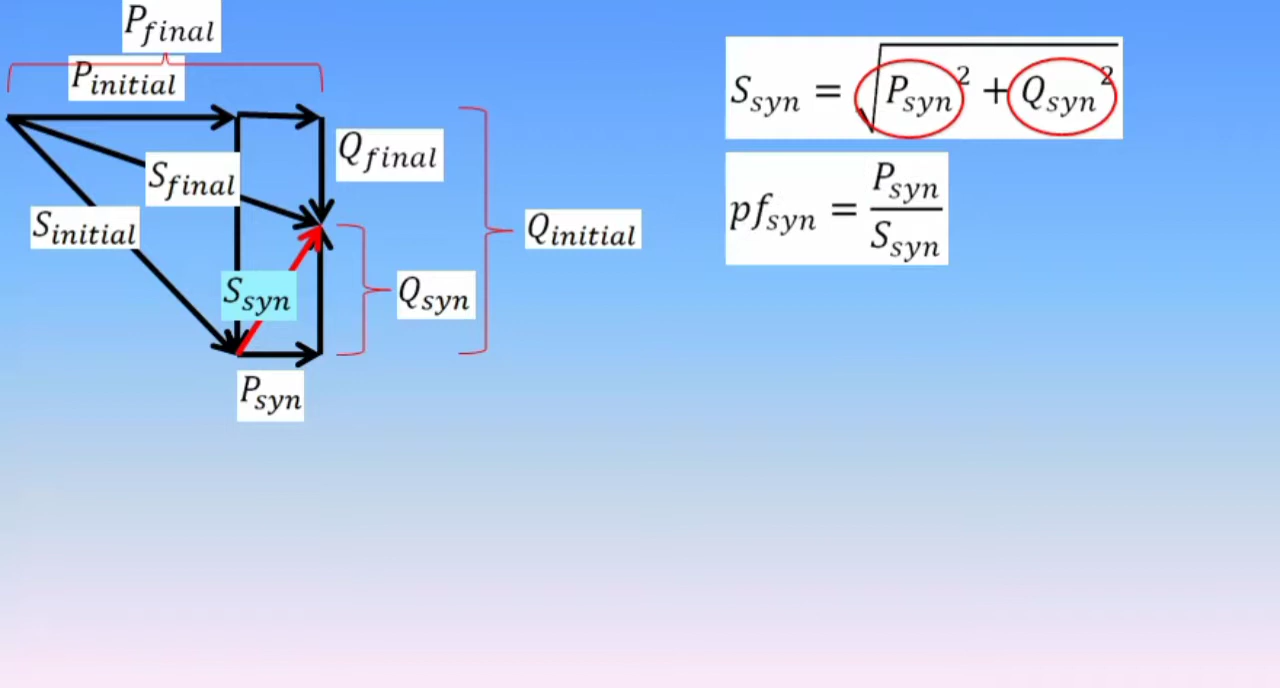 P_final
P_initial
Q_final
S_final
S_initial
Q_initial
S_syn
Q_syn
P_syn
S_syn = √(P_syn² + Q_syn²)
pf_syn = P_syn / S_syn